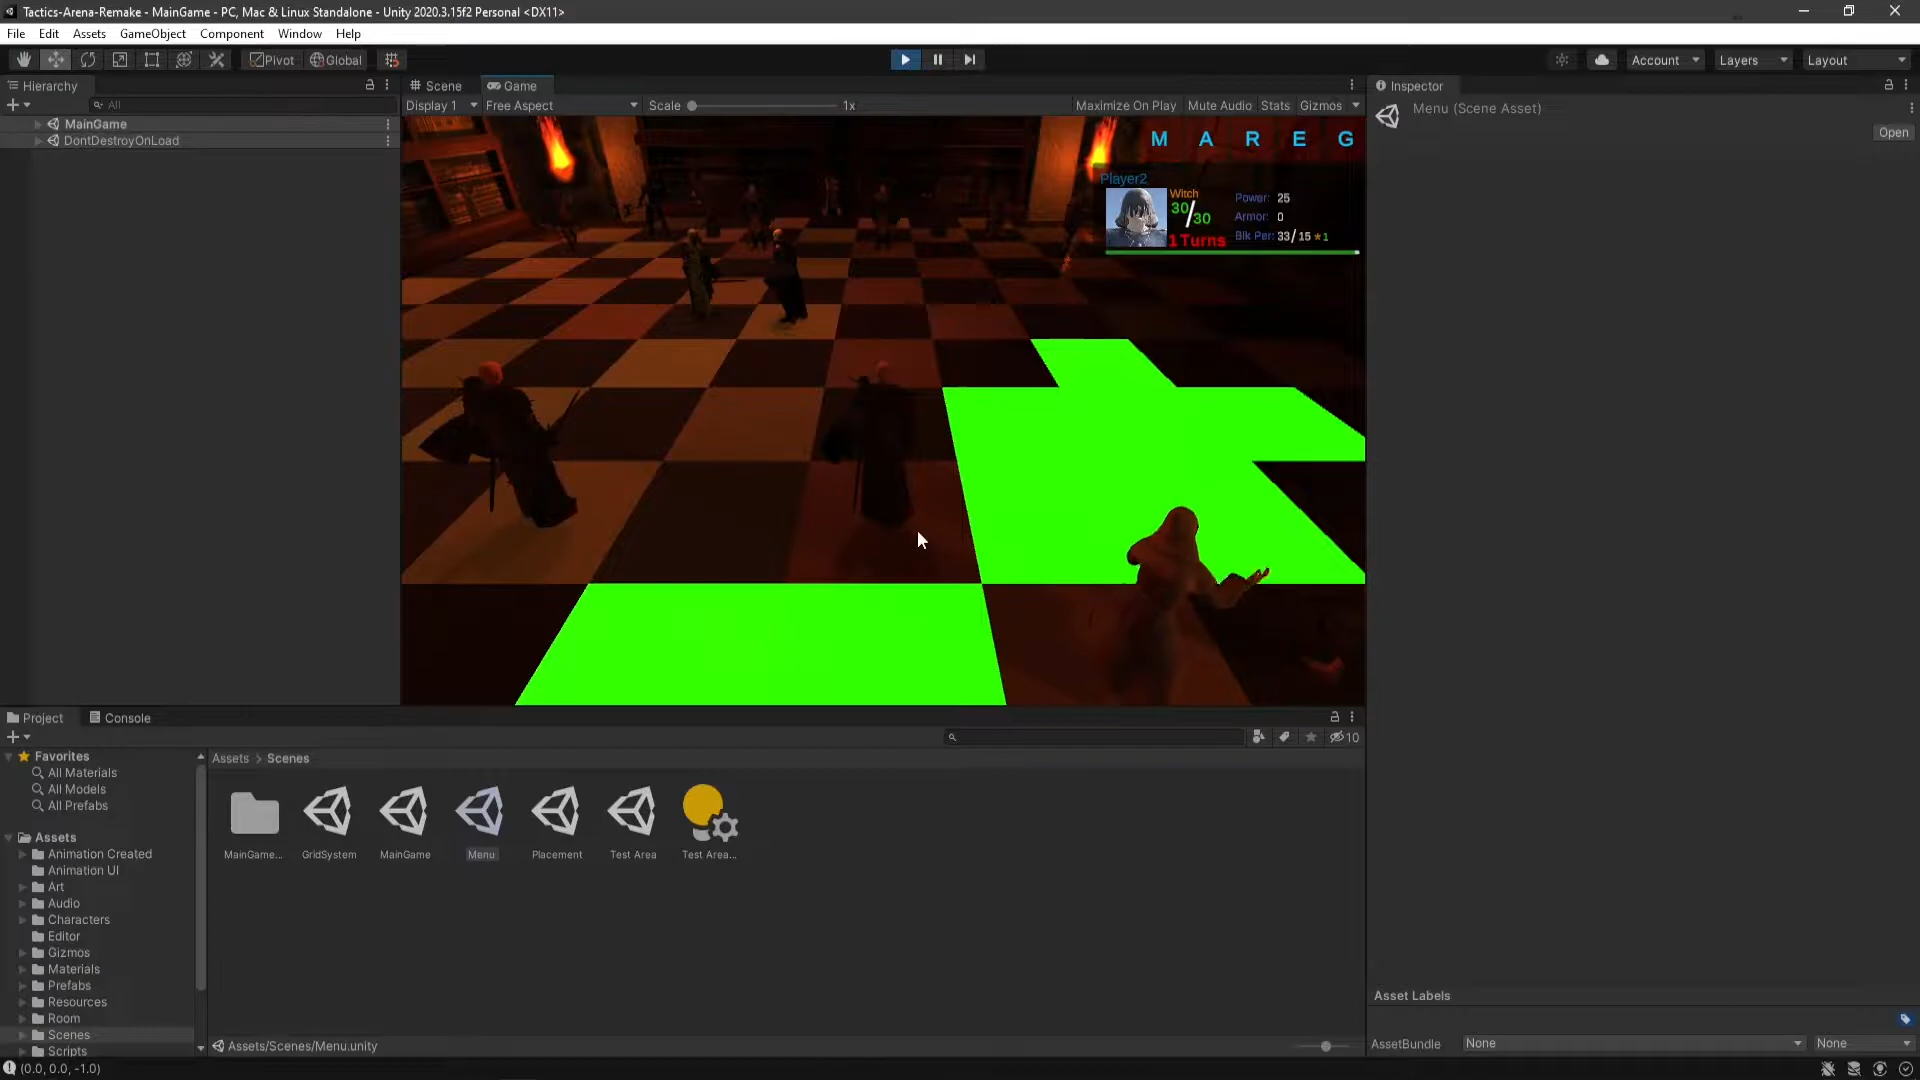 Tactics-Arena-Remake - MainGame - PC, Mac & Linux Standalone - Unity 2020.3.15f2 Personal <DX11>
File Edit Assets GameObject Component Window Help
Pivot Global
Account Layers Layout
Hierarchy
All
MainGame
DontDestroyOnLoad
Scene Game
Display 1 Free Aspect Scale 1x Maximize On Play Mute Audio Stats Gizmos
M A R E G
Player2
Witch
30/30
1 Turns
Power: 25
Armor: 0
Blk Per: 33/15 ★1
Inspector
Menu (Scene Asset)
Open
Project Console
10
Favorites
All Materials
All Models
All Prefabs
Assets
Animation Created
Animation UI
Art
Audio
Characters
Editor
Gizmos
Materials
Prefabs
Resources
Room
Scenes
Scripts
Assets > Scenes
MainGame... GridSystem MainGame Menu Placement Test Area Test Area...
Assets/Scenes/Menu.unity
Asset Labels
AssetBundle None None
(0.0, 0.0, -1.0)